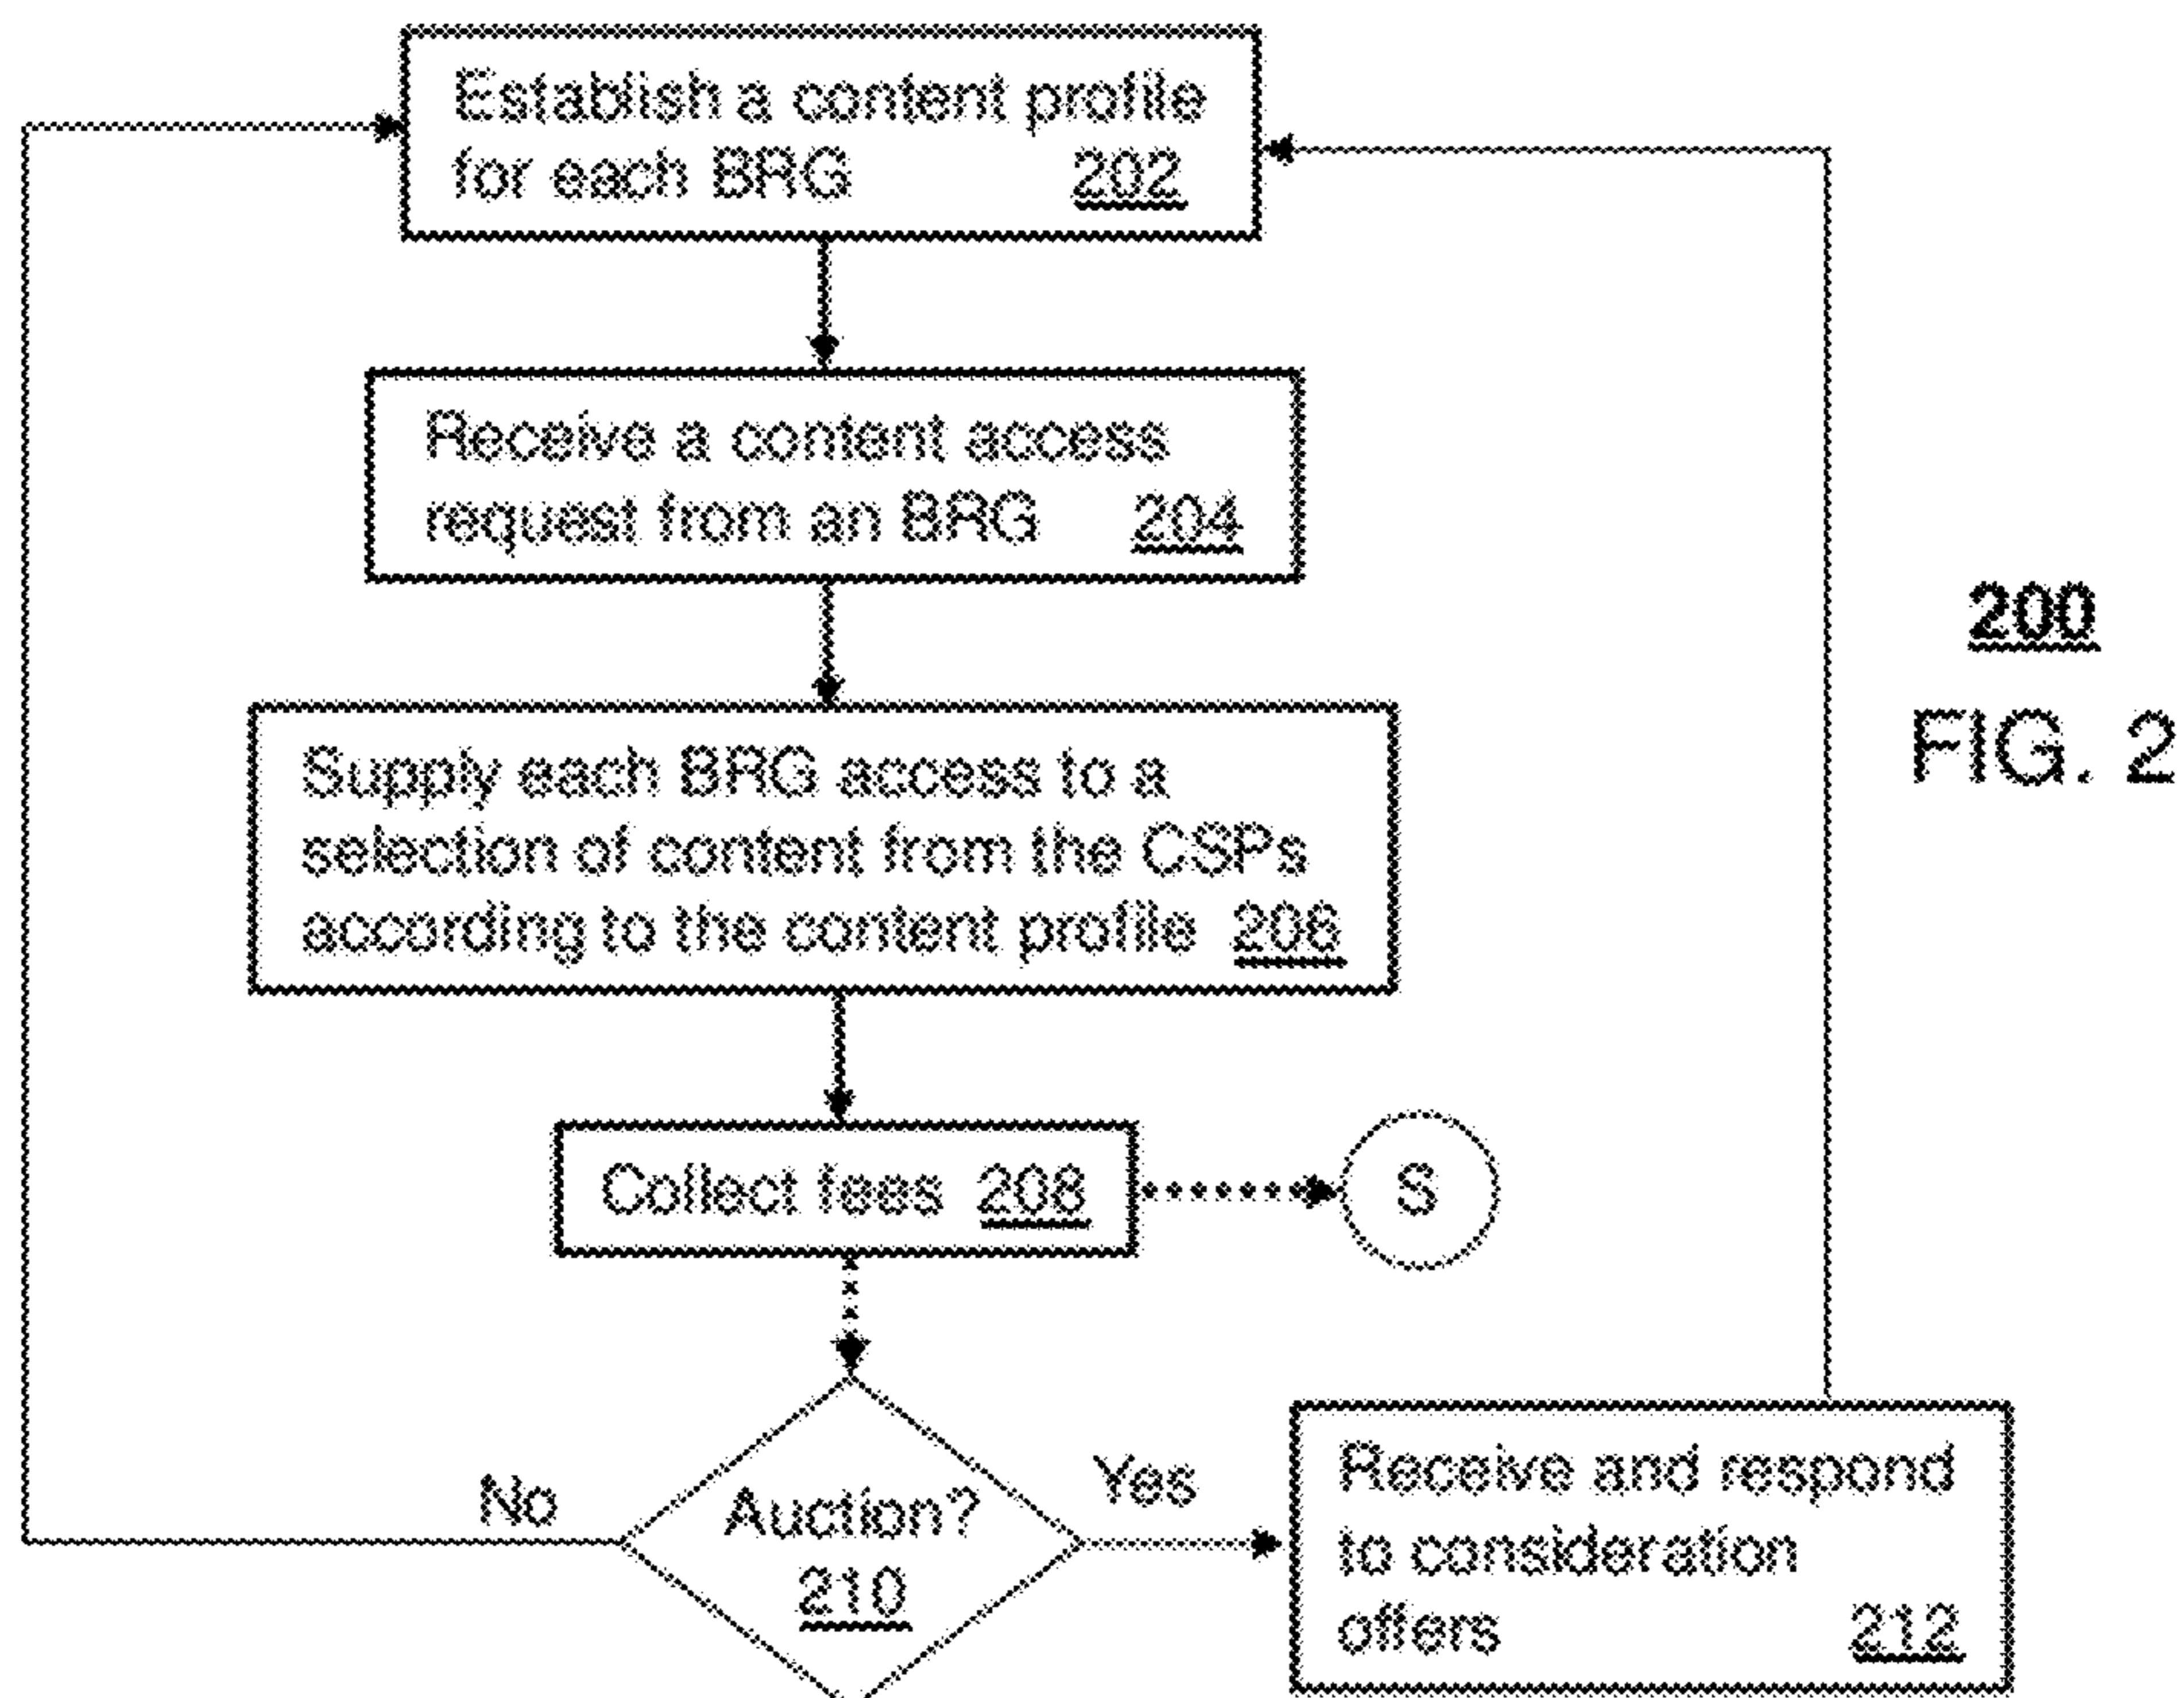 Establish a content profile
for each BRG 202
Receive a content access
request from an BRG 204
200
FIG. 2
Supply each BRG access to a
selection of content from the CSPs
according to the content profile 206
Collect fees 208
S
No
Auction?
210
Yes
Receive and respond
to consideration
offers 212